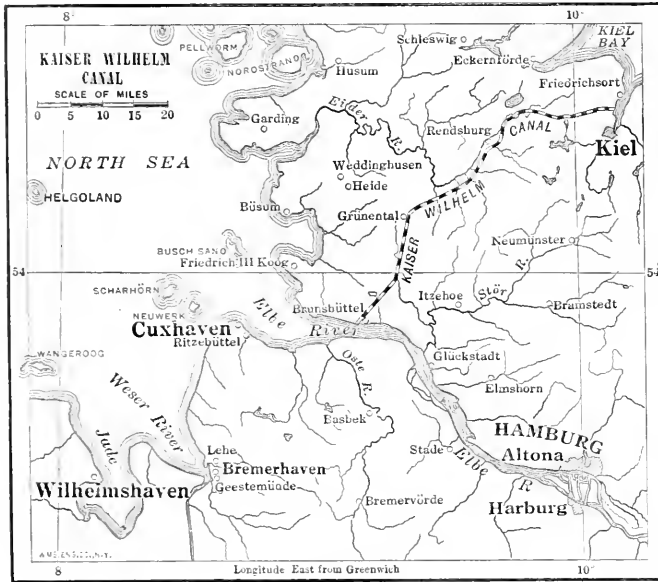 8°
10°
KAISER WILHELM
CANAL
SCALE OF MILES
0 5 10 15 20
PELLWORM
NORDSTRAND
Husum
Schleswig
Eckernförde
KIEL
BAY
Friedrichsort
Garding
Eider R.
Rendsburg
CANAL
Kiel
NORTH SEA
Weddinghusen
Heide
HELGOLAND
Büsum
Grünental
WILHELM
KAISER
Neumünster
BUSCH SAND
Friedrich III Koog
54
54
SCHARHÖRN
NEUWERK
Elbe
River
Brunsbüttel
Itzehoe
Stör R.
Bramstedt
Cuxhaven
Ritzebüttel
WANGEROOG
Oste R.
Glückstadt
Elmshorn
Weser River
Basbek
Jade
Lehe
Bremerhaven
Geestemünde
Stade
Elbe R
HAMBURG
Altona
Wilhelmshaven
Bremervörde
Harburg
8
Longitude East from Greenwich
10°